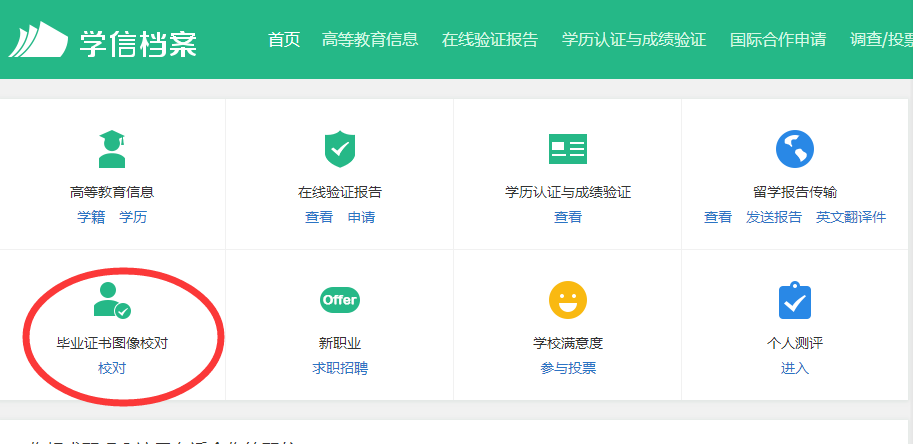 学信档案
首页 高等教育信息 在线验证报告 学历认证与成绩验证 国际合作申请 调查/投票
高等教育信息
学籍 学历
在线验证报告
查看 申请
学历认证与成绩验证
查看
留学报告传输
查看 发送报告 英文翻译件
毕业证书图像校对
校对
Offer
新职业
求职招聘
学校满意度
参与投票
个人测评
进入